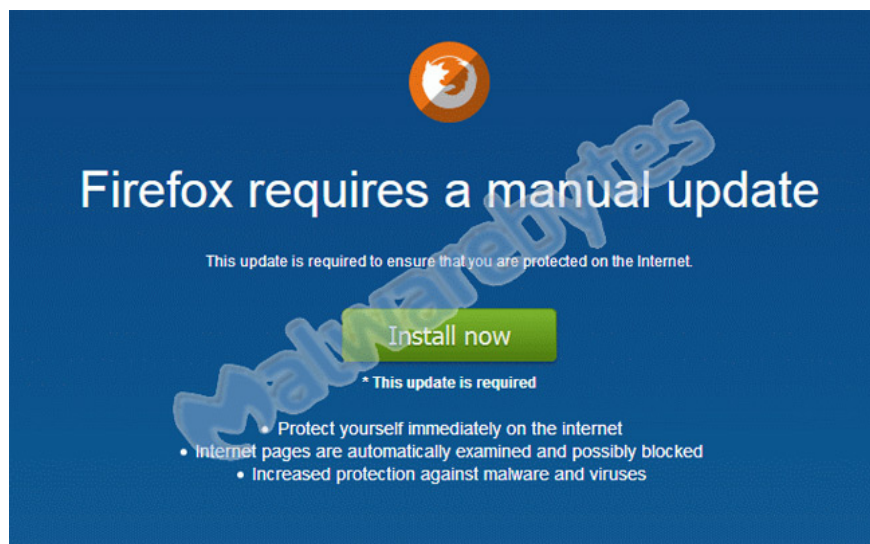 Firefox requires a manual update
This update is required to ensure that you are protected on the Internet.
Install now
* This update is required
• Protect yourself immediately on the internet
• Internet pages are automatically examined and possibly blocked
• Increased protection against malware and viruses
Malwarebytes